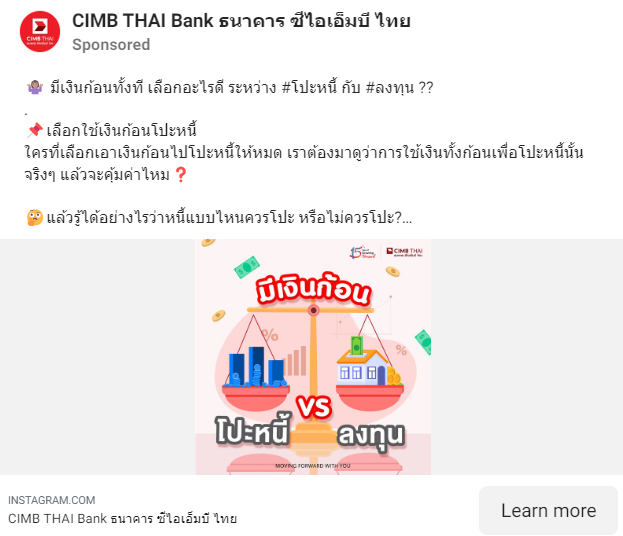 CIMB THAI Bank ธนาคาร ซีไอเอ็มบี ไทย
Sponsored
🤷🏽‍♀️ มีเงินก้อนทั้งที เลือกอะไรดี ระหว่าง #โปะหนี้ กับ #ลงทุน ??
.
📌 เลือกใช้เงินก้อนโปะหนี้
ใครที่เลือกเอาเงินก้อนไปโปะหนี้ให้หมด เราต้องมาดูว่าการใช้เงินทั้งก้อนเพื่อโปะหนี้นั้น
จริงๆ แล้วจะคุ้มค่าไหม❓
🤔 แล้วรู้ได้อย่างไรว่าหนี้แบบไหนควรโปะ หรือไม่ควรโปะ?...
CIMB THAI
มีเงินก้อน
%
%
vs
โปะหนี้
ลงทุน
MOVING FORWARD WITH YOU
INSTAGRAM.COM
CIMB THAI Bank ธนาคาร ซีไอเอ็มบี ไทย
Learn more